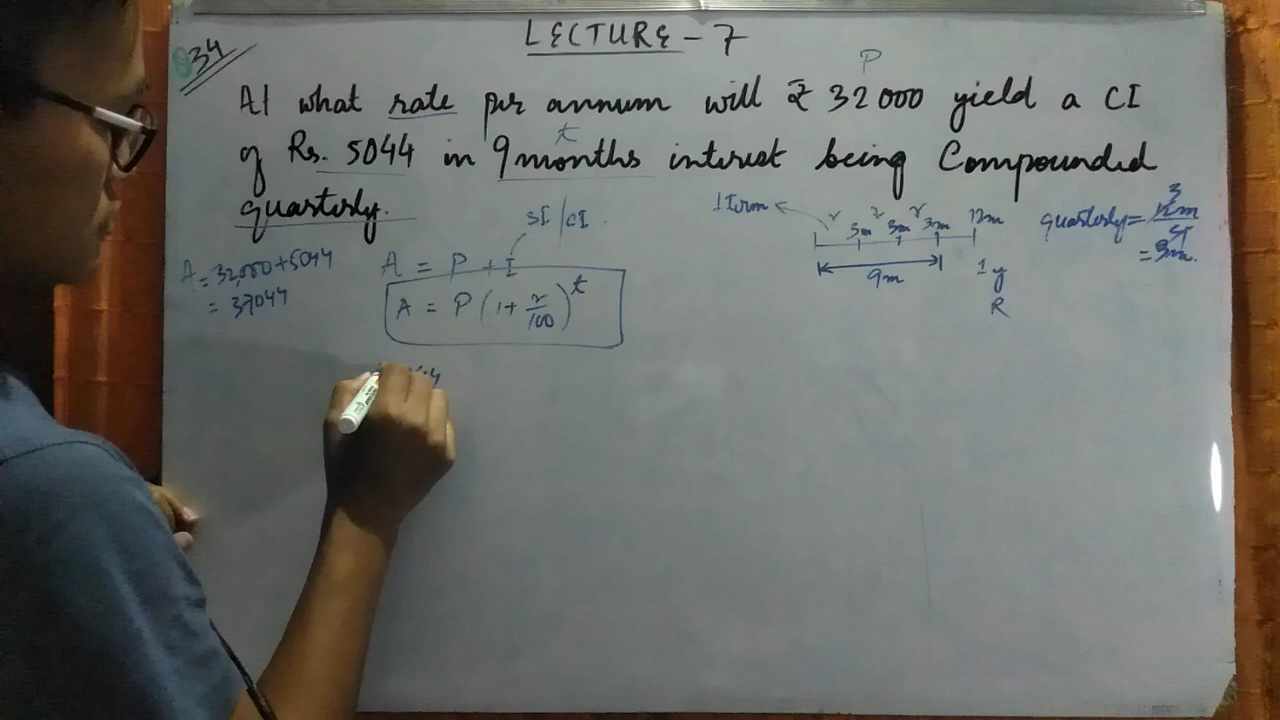 LECTURE - 7
Q34
P
At what rate per annum will ₹ 32000 yield a CI
t
of Rs. 5044 in 9 months interest being Compounded
quarterly.
SI/CI
1 Term r r r
3m 3m 3m 12m
9m 1y
R
quarterly = 12m/4 3
= 3m.
A = 32,000+5044
= 37044
A = P + I
A = P (1 + r/100)^t